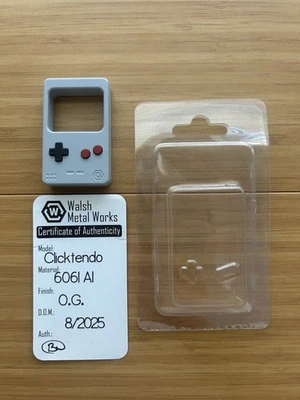 Walsh
Metal Works
Certificate of Authenticity
Model:
Clicktendo
Material:
6061 Al
Finish:
O.G.
D.O.M.:
8/2025
Auth.: